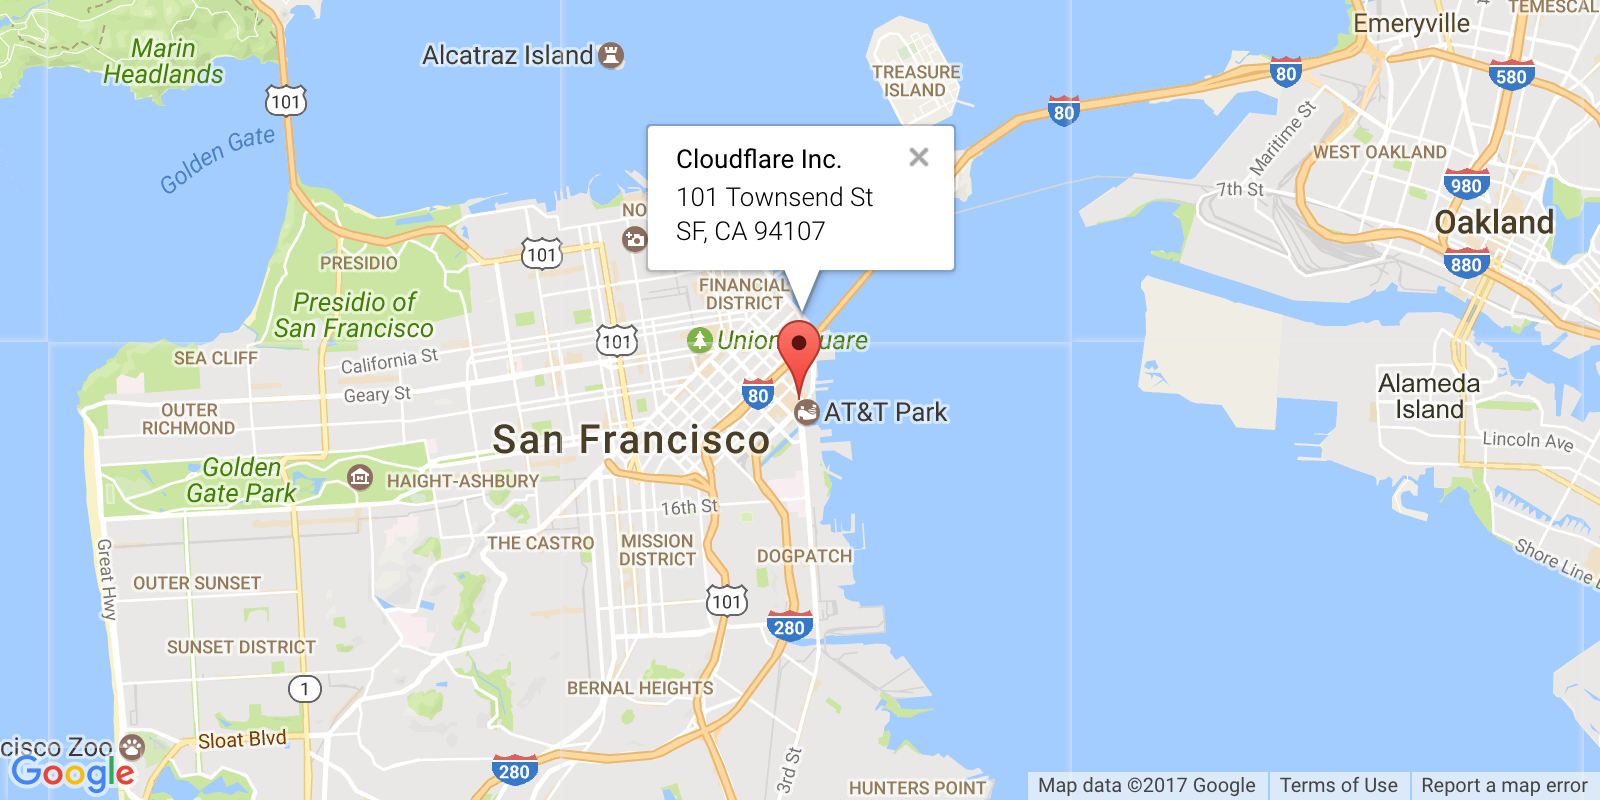 Emeryville
TEMESCAL
Marin
Headlands
Alcatraz Island
TREASURE
ISLAND
80
580
101
80
Golden Gate
Maritime St
WEST OAKLAND
Cloudflare Inc.
101 Townsend St
SF, CA 94107
980
7th St
NO
Oakland
101
880
PRESIDIO
FINANCIAL
DISTRICT
Presidio of
San Francisco
101
Union
uare
SEA CLIFF
California St
Geary St
80
AT&T Park
Alameda
Island
OUTER
RICHMOND
San Francisco
Lincoln Ave
Golden
Gate Park
HAIGHT-ASHBURY
16th St
THE CASTRO
MISSION
DISTRICT
DOGPATCH
Great Hwy
Shore Line D
OUTER SUNSET
101
280
SUNSET DISTRICT
1
BERNAL HEIGHTS
Sloat Blvd
cisco Zoo
280
3rd St
HUNTERS POINT
Google
Map data ©2017 Google
Terms of Use
Report a map error